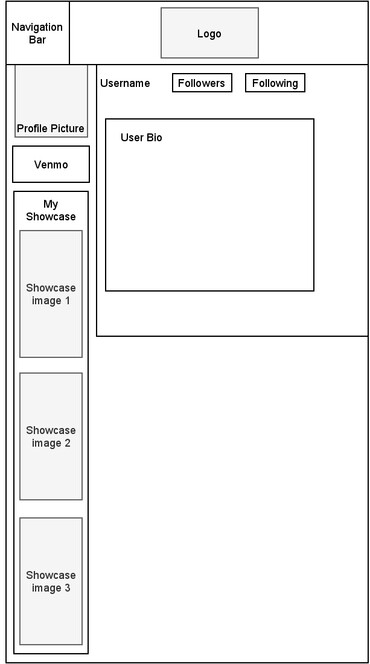 Navigation
Bar
Logo
Profile Picture
Username
Followers
Following
Venmo
User Bio
My
Showcase
Showcase
image 1
Showcase
image 2
Showcase
image 3